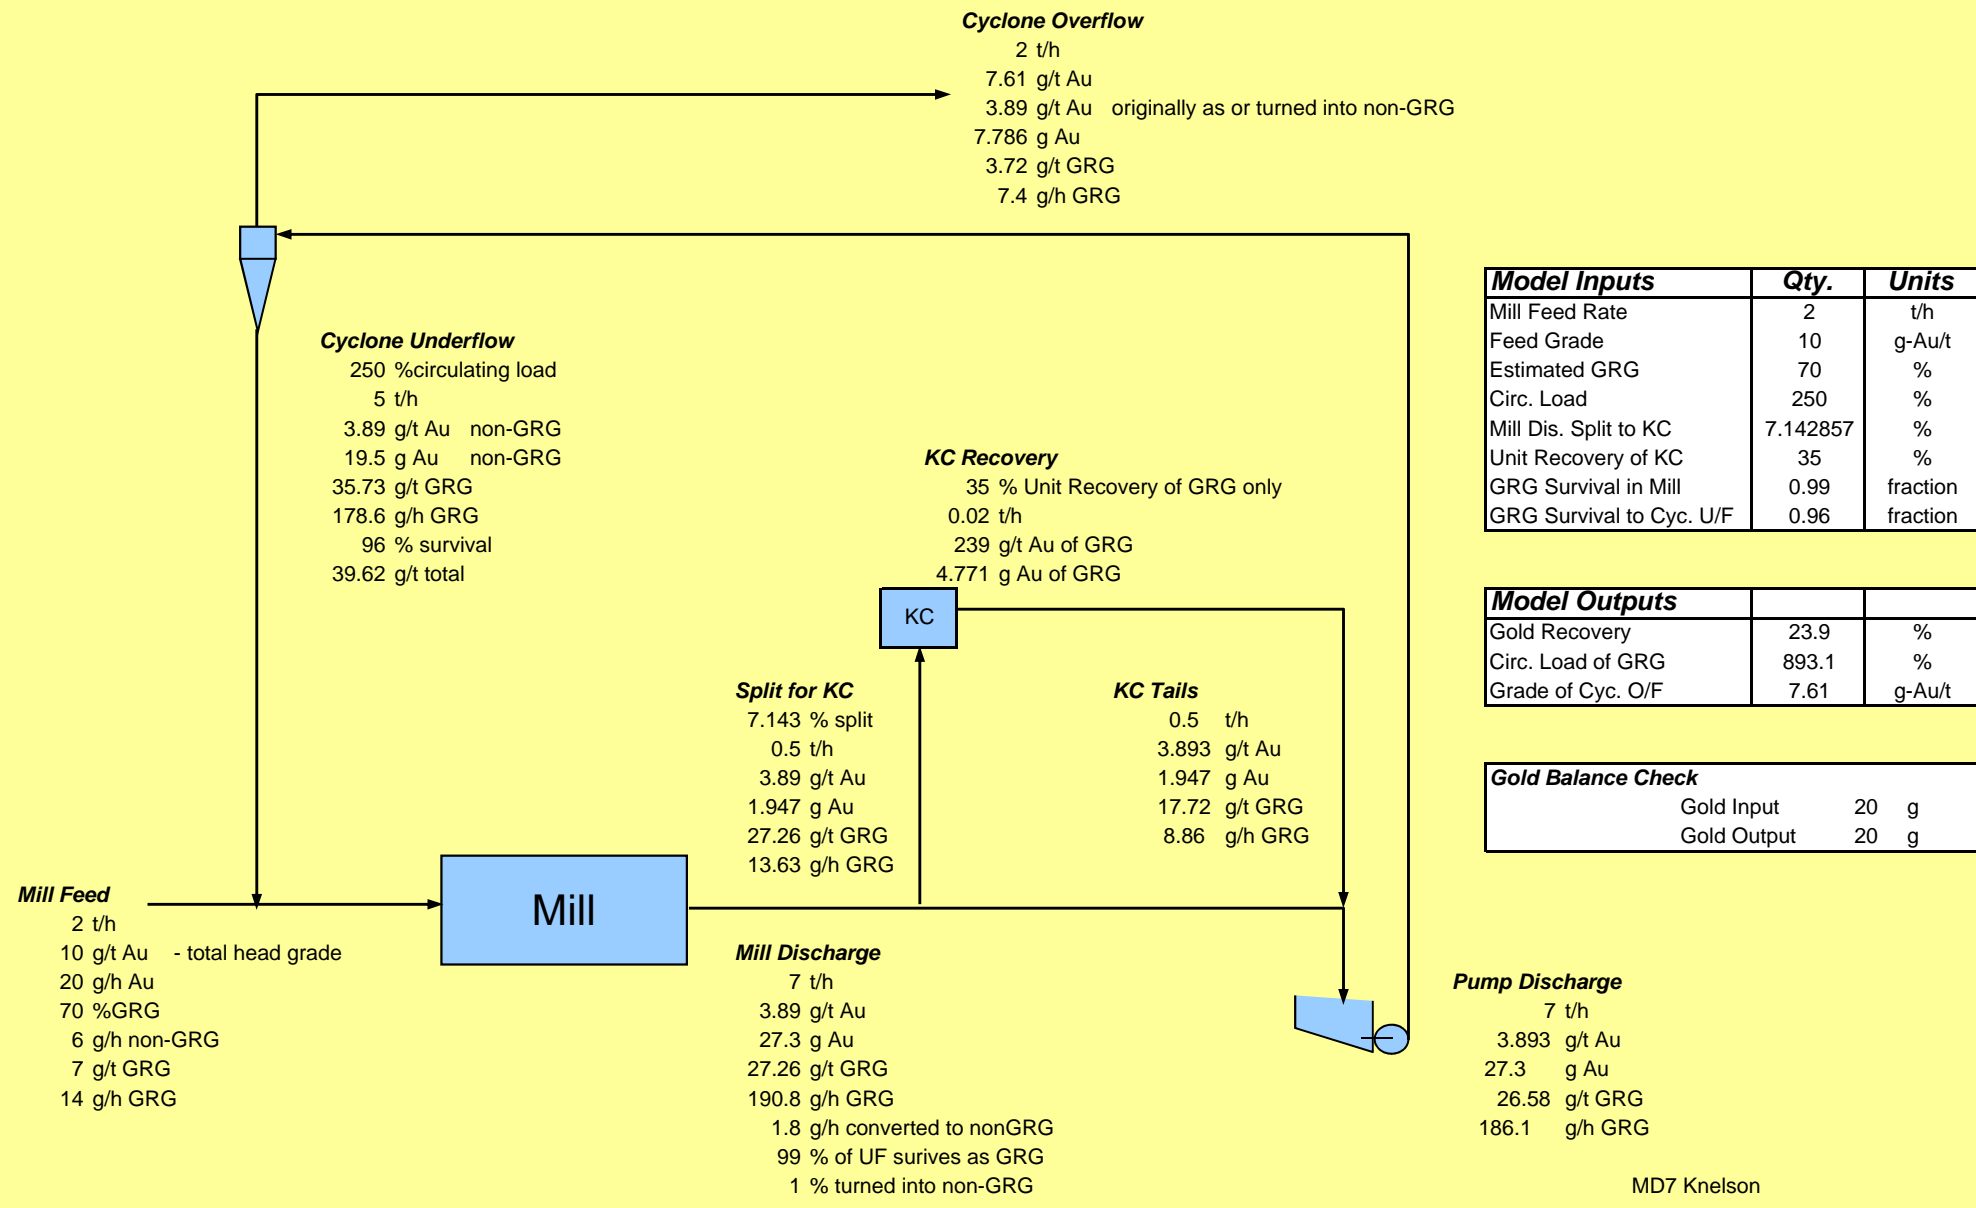 Cyclone Overflow
2 t/h
7.61 g/t Au
3.89 g/t Au originally as or turned into non-GRG
7.786 g Au
3.72 g/t GRG
7.4 g/h GRG
Cyclone Underflow
250 %circulating load
5 t/h
3.89 g/t Au non-GRG
19.5 g Au non-GRG
35.73 g/t GRG
178.6 g/h GRG
96 % survival
39.62 g/t total
KC Recovery
35 % Unit Recovery of GRG only
0.02 t/h
239 g/t Au of GRG
4.771 g Au of GRG
KC
Split for KC
7.143 % split
0.5 t/h
3.89 g/t Au
1.947 g Au
27.26 g/t GRG
13.63 g/h GRG
KC Tails
0.5 t/h
3.893 g/t Au
1.947 g Au
17.72 g/t GRG
8.86 g/h GRG
Model Inputs Qty. Units
Mill Feed Rate 2 t/h
Feed Grade 10 g-Au/t
Estimated GRG 70 %
Circ. Load 250 %
Mill Dis. Split to KC 7.142857 %
Unit Recovery of KC 35 %
GRG Survival in Mill 0.99 fraction
GRG Survival to Cyc. U/F 0.96 fraction
Model Outputs
Gold Recovery 23.9 %
Circ. Load of GRG 893.1 %
Grade of Cyc. O/F 7.61 g-Au/t
Gold Balance Check
Gold Input 20 g
Gold Output 20 g
Mill Feed
2 t/h
10 g/t Au - total head grade
20 g/h Au
70 %GRG
6 g/h non-GRG
7 g/t GRG
14 g/h GRG
Mill
Mill Discharge
7 t/h
3.89 g/t Au
27.3 g Au
27.26 g/t GRG
190.8 g/h GRG
1.8 g/h converted to nonGRG
99 % of UF surives as GRG
1 % turned into non-GRG
Pump Discharge
7 t/h
3.893 g/t Au
27.3 g Au
26.58 g/t GRG
186.1 g/h GRG
MD7 Knelson